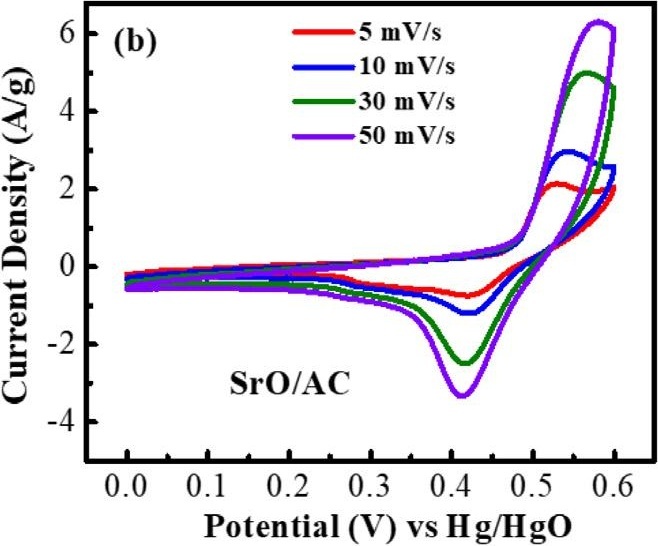 (b)
5 mV/s
10 mV/s
30 mV/s
50 mV/s
6
4
2
0
-2
-4
Current Density (A/g)
SrO/AC
0.0 0.1 0.2 0.3 0.4 0.5 0.6
Potential (V) vs Hg/HgO